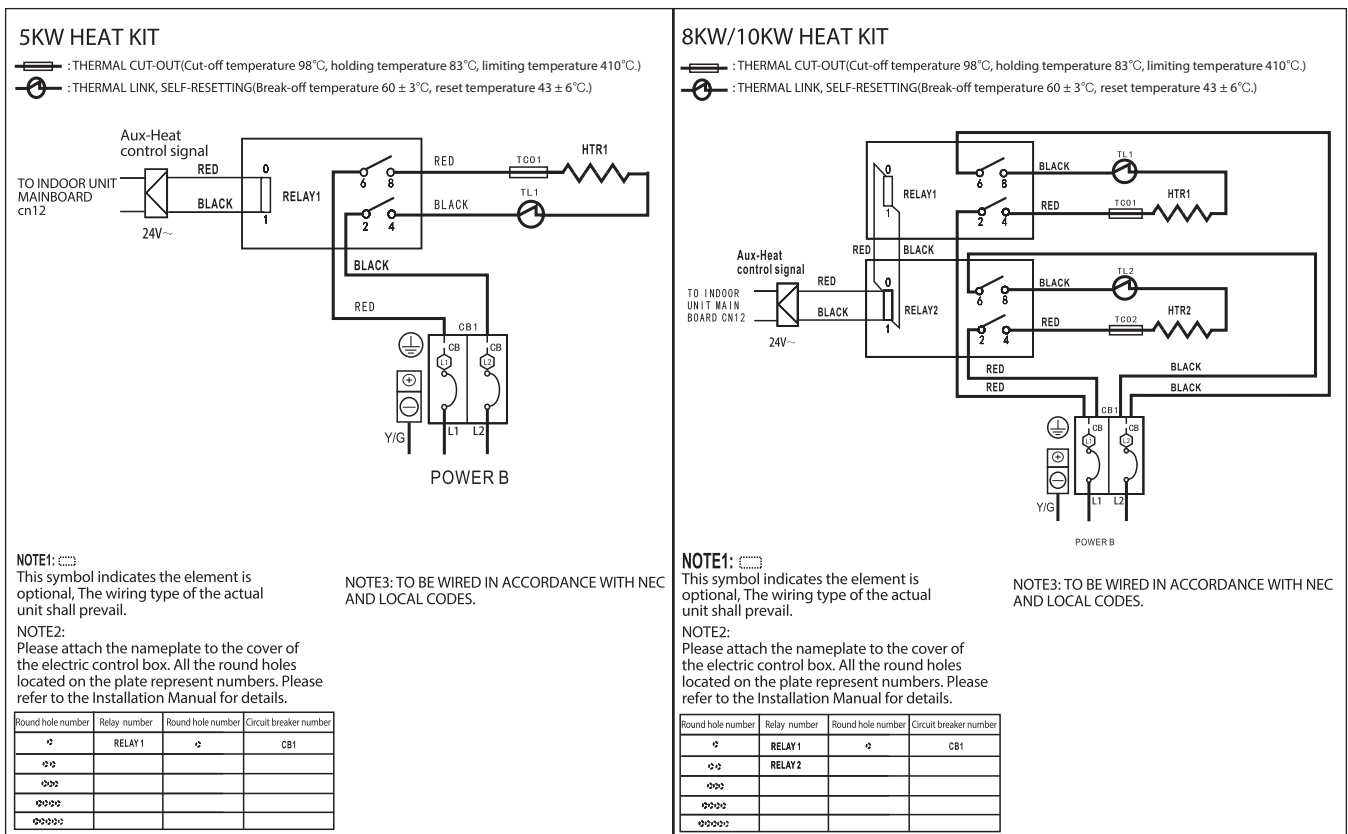 5KW HEAT KIT
: THERMAL CUT-OUT(Cut-off temperature 98℃, holding temperature 83℃, limiting temperature 410℃.)
: THERMAL LINK, SELF-RESETTING(Break-off temperature 60 ± 3℃, reset temperature 43 ± 6℃.)
Aux-Heat
control signal
TO INDOOR UNIT
MAINBOARD
cn12
24V~
RED
BLACK
0
1
RELAY1
6
8
2
4
RED
BLACK
TCO1
HTR1
TL1
BLACK
RED
CB1
CB
CB
L1
L2
Y/G
L1
L2
POWER B
NOTE1:
This symbol indicates the element is
optional, The wiring type of the actual
unit shall prevail.
NOTE2:
Please attach the nameplate to the cover of
the electric control box. All the round holes
located on the plate represent numbers. Please
refer to the Installation Manual for details.
NOTE3: TO BE WIRED IN ACCORDANCE WITH NEC
AND LOCAL CODES.
Round hole number Relay number Round hole number Circuit breaker number
RELAY 1 CB1
8KW/10KW HEAT KIT
: THERMAL CUT-OUT(Cut-off temperature 98℃, holding temperature 83℃, limiting temperature 410℃.)
: THERMAL LINK, SELF-RESETTING(Break-off temperature 60 ± 3℃, reset temperature 43 ± 6℃.)
0
1
RELAY1
6
8
2
4
BLACK
RED
TL1
TCO1
HTR1
RED
BLACK
Aux-Heat
control signal
TO INDOOR
UNIT MAIN
BOARD CN12
24V~
RED
BLACK
0
1
RELAY2
6
8
2
4
BLACK
RED
TL2
TCO2
HTR2
RED
RED
BLACK
BLACK
CB1
CB
CB
L1
L2
Y/G
L1
L2
POWER B
NOTE1:
This symbol indicates the element is
optional, The wiring type of the actual
unit shall prevail.
NOTE2:
Please attach the nameplate to the cover of
the electric control box. All the round holes
located on the plate represent numbers. Please
refer to the Installation Manual for details.
NOTE3: TO BE WIRED IN ACCORDANCE WITH NEC
AND LOCAL CODES.
Round hole number Relay number Round hole number Circuit breaker number
RELAY 1 CB1
RELAY 2